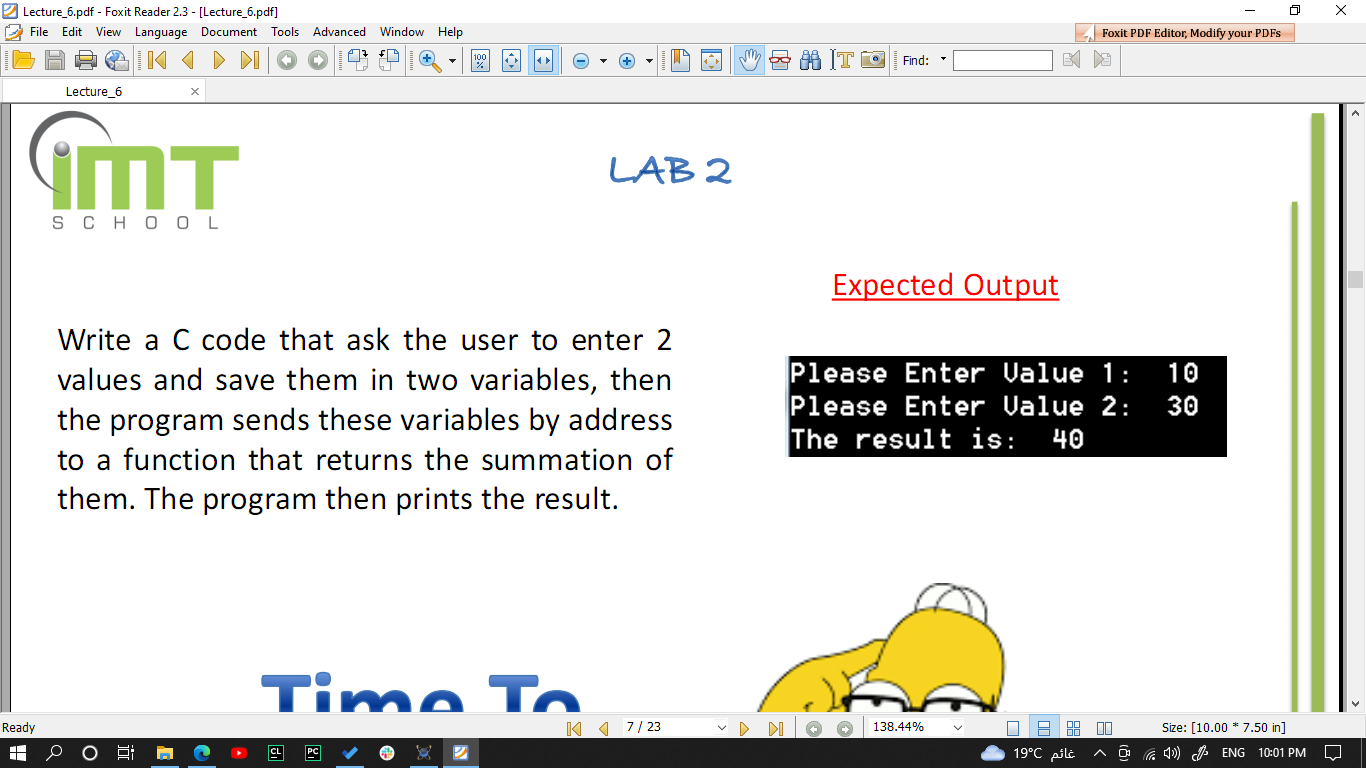 Lecture_6.pdf - Foxit Reader 2.3 - [Lecture_6.pdf]
File Edit View Language Document Tools Advanced Window Help
Foxit PDF Editor, Modify your PDFs
100 %
Find:
Lecture_6
iMT
SCHOOL
LAB 2
Expected Output
Write a C code that ask the user to enter 2
values and save them in two variables, then
the program sends these variables by address
to a function that returns the summation of
them. The program then prints the result.
Please Enter Value 1: 10
Please Enter Value 2: 30
The result is: 40
Time To
Ready
7 / 23
138.44%
Size: [10.00 * 7.50 in]
CL
PC
19°C غائم
ENG
10:01 PM